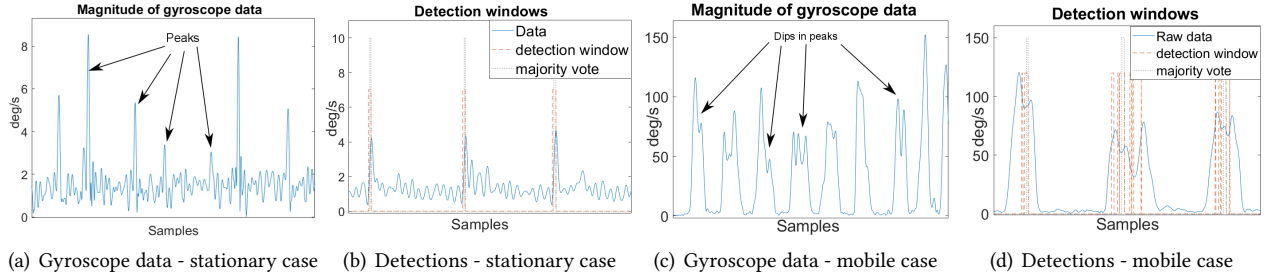 Magnitude of gyroscope data
deg/s
8
6
4
2
0
Peaks
Samples
(a) Gyroscope data - stationary case
Detection windows
deg/s
10
8
6
4
2
0
Data
detection window
majority vote
Samples
(b) Detections - stationary case
Magnitude of gyroscope data
deg/s
150
100
50
0
Dips in peaks
Samples
(c) Gyroscope data - mobile case
Detection windows
deg/s
150
100
50
0
Raw data
detection window
majority vote
Samples
(d) Detections - mobile case